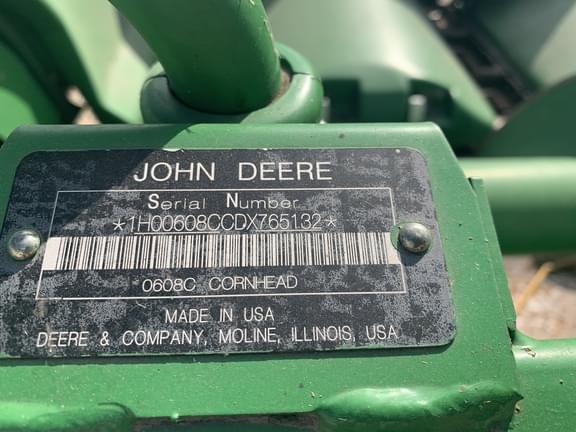 JOHN DEERE
Serial Number
*1H00608CCDX765132*
0608C CORNHEAD
MADE IN USA
DEERE & COMPANY, MOLINE, ILLINOIS, USA